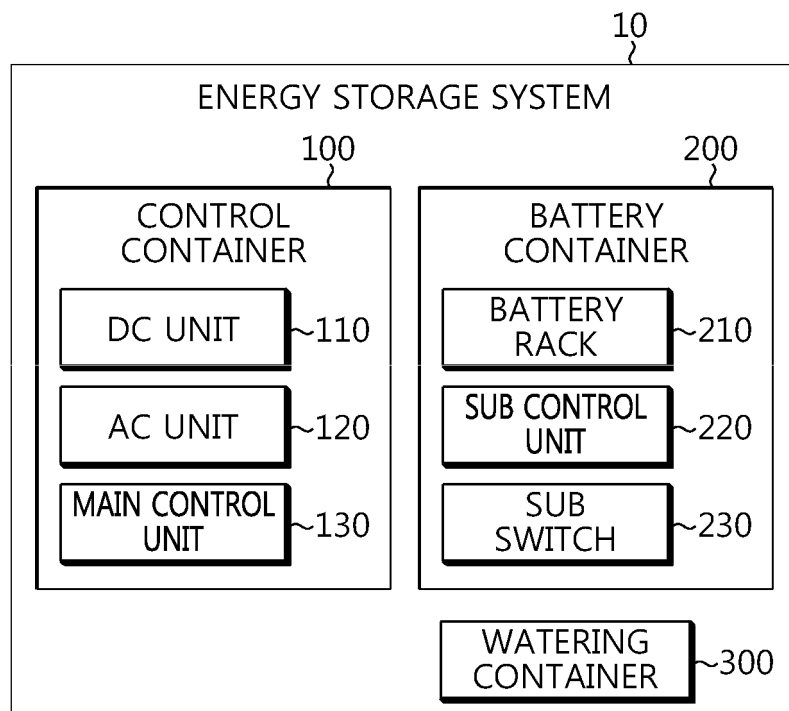 10
ENERGY STORAGE SYSTEM
100
CONTROL
CONTAINER
DC UNIT
110
AC UNIT
120
MAIN CONTROL
UNIT
130
200
BATTERY
CONTAINER
BATTERY
RACK
210
SUB CONTROL
UNIT
220
SUB
SWITCH
230
WATERING
CONTAINER
300